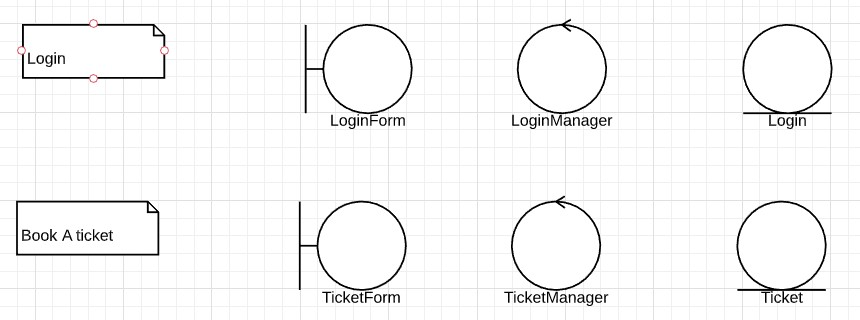 Login
LoginForm
LoginManager
Login
Book A ticket
TicketForm
TicketManager
Ticket